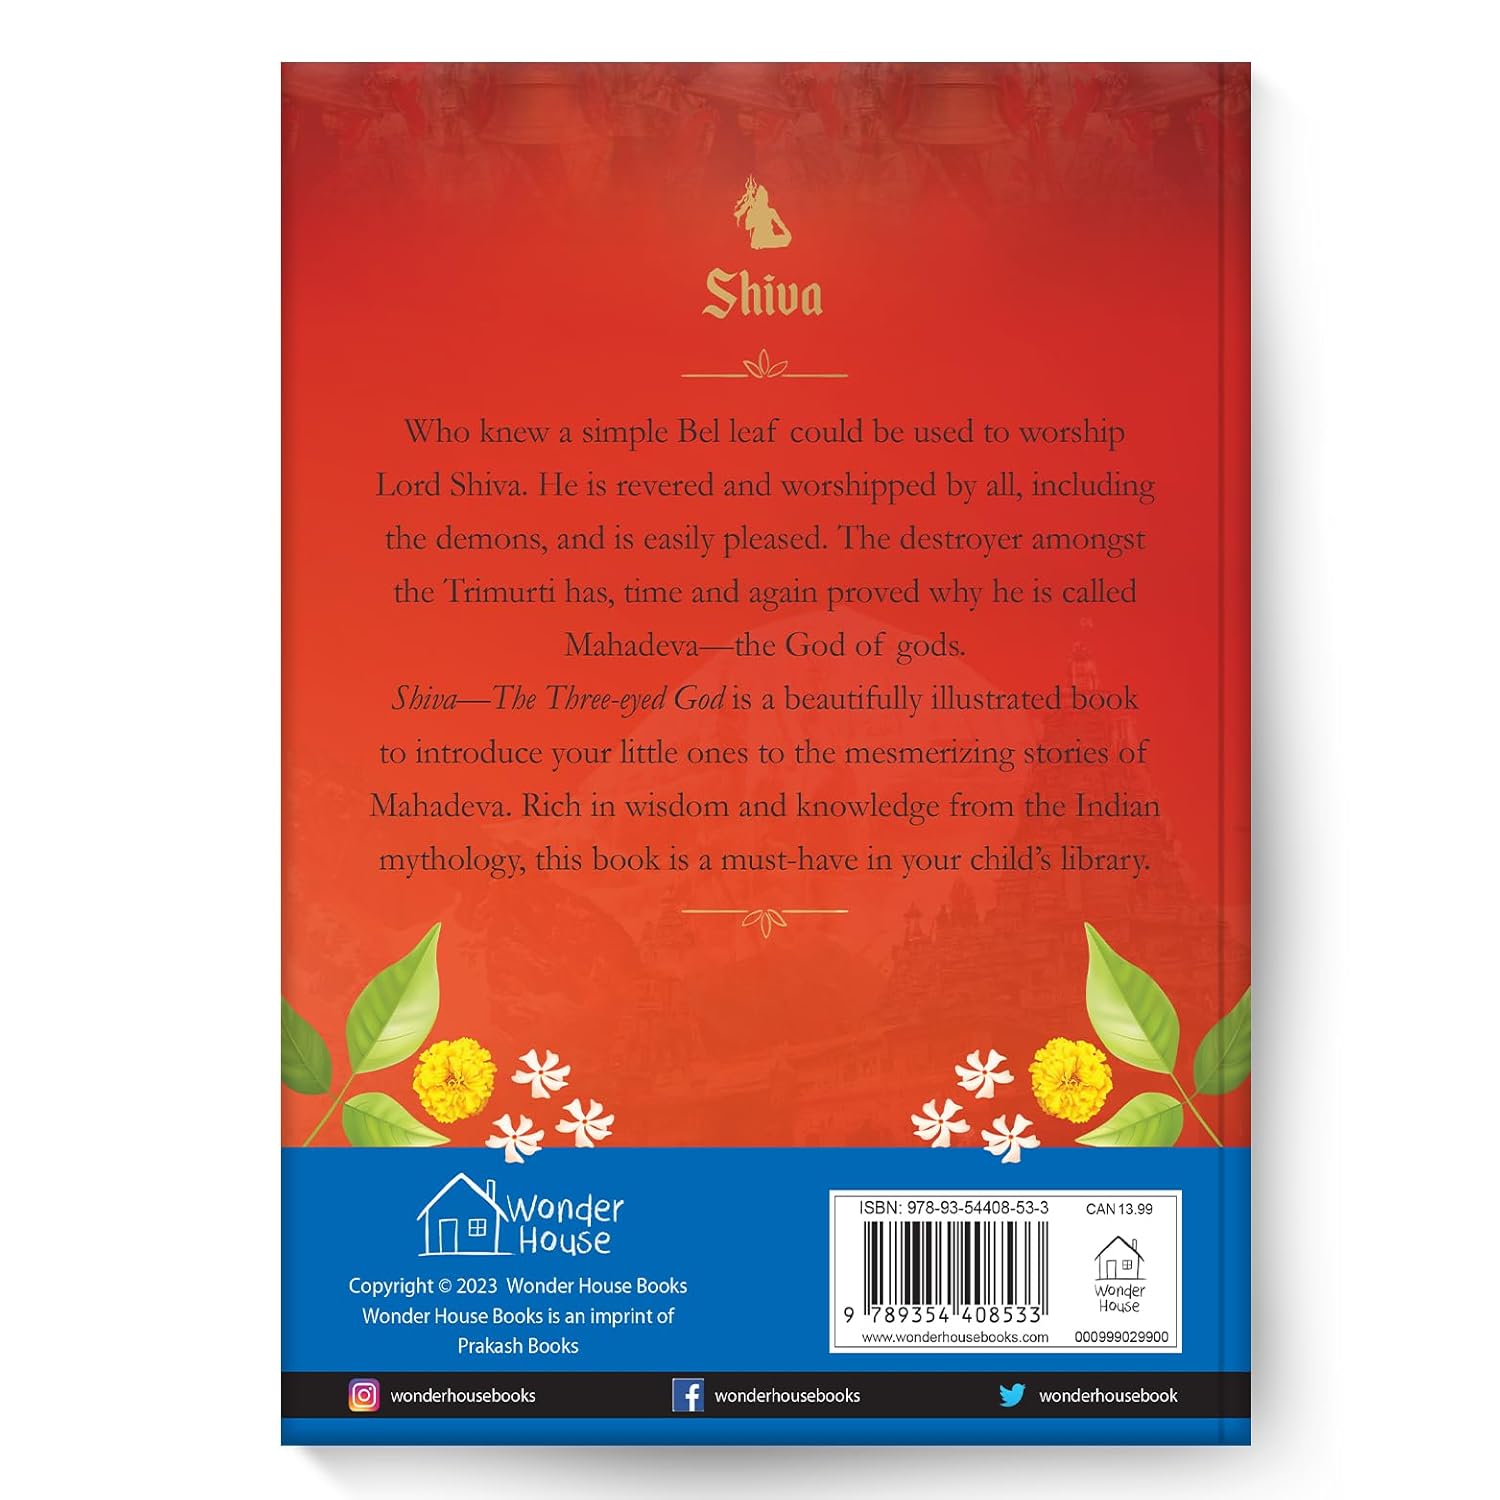 Shiva
Who knew a simple Bel leaf could be used to worship
Lord Shiva. He is revered and worshipped by all, including
the demons, and is easily pleased. The destroyer amongst
the Trimurti has, time and again proved why he is called
Mahadeva—the God of gods.
Shiva—The Three-eyed God is a beautifully illustrated book
to introduce your little ones to the mesmerizing stories of
Mahadeva. Rich in wisdom and knowledge from the Indian
mythology, this book is a must-have in your child's library.
Wonder
House
Copyright © 2023 Wonder House Books
Wonder House Books is an imprint of
Prakash Books
ISBN: 978-93-54408-53-3
CAN 13.99
9 789354 408533
www.wonderhousebooks.com
Wonder
House
000999029900
wonderhousebooks
wonderhousebooks
wonderhousebook